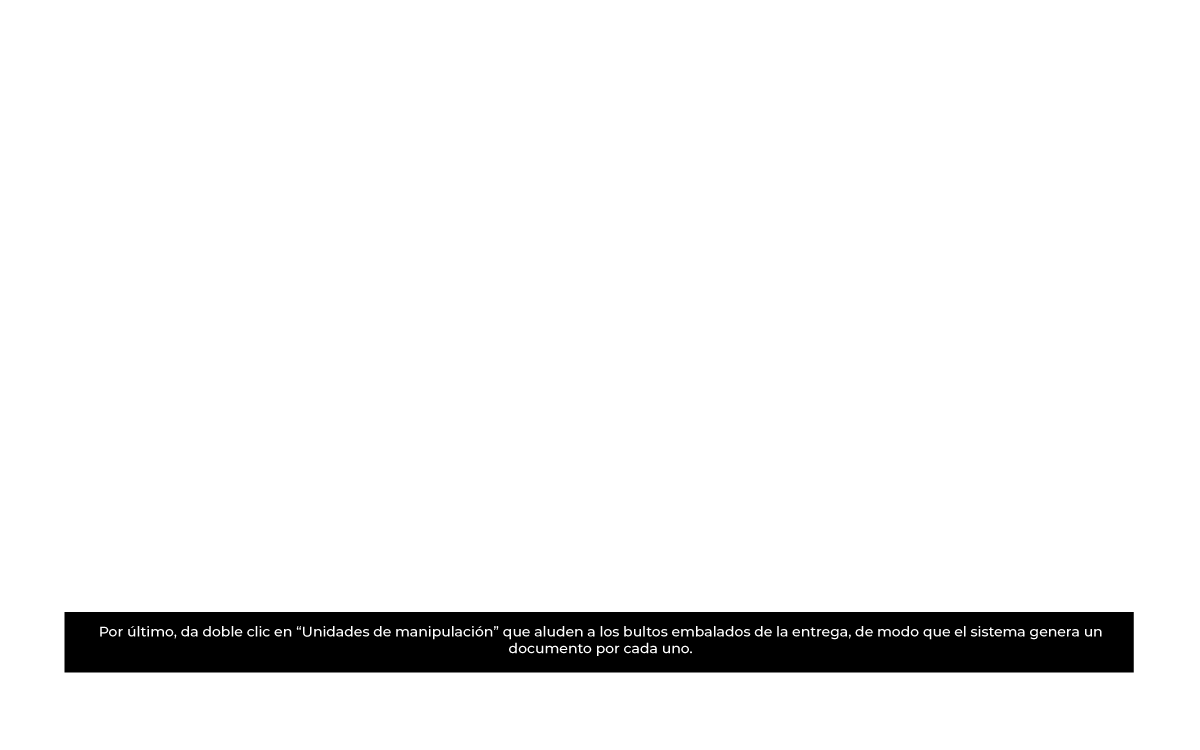 Por último, da doble clic en “Unidades de manipulación” que aluden a los bultos embalados de la entrega, de modo que el sistema genera un
documento por cada uno.